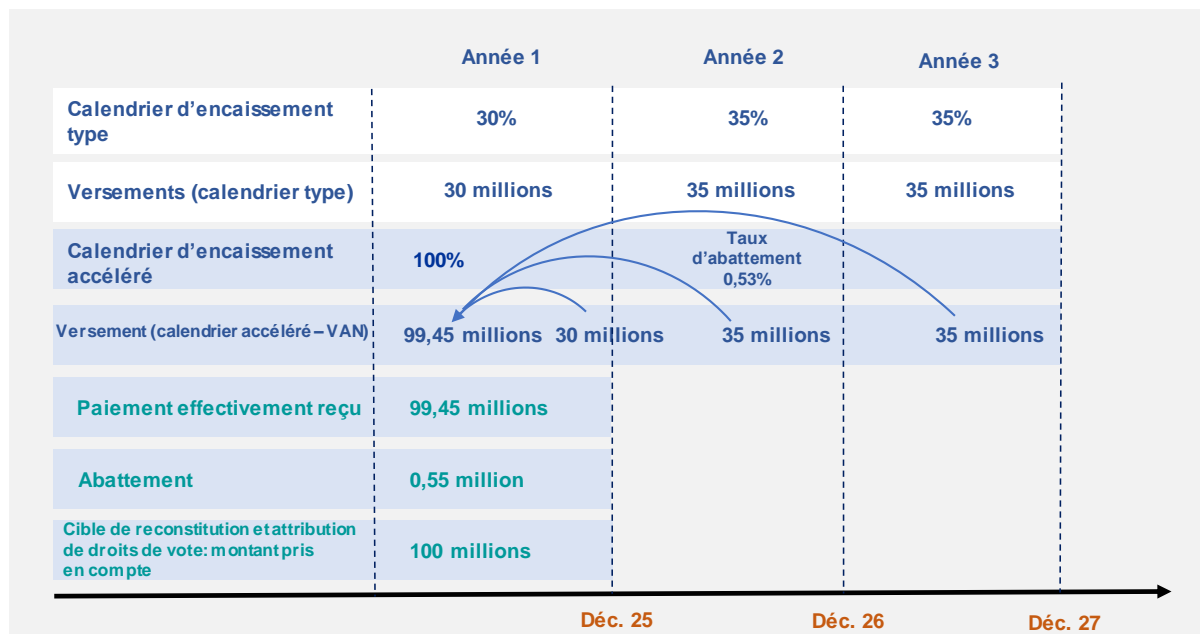 Année 1
Année 2
Année 3
Calendrier d'encaissement
type
30%
35%
35%
Versements (calendrier type)
30 millions
35 millions
35 millions
Calendrier d'encaissement
accéléré
100%
Taux
d'abattement
0,53%
Versement (calendrier accéléré – VAN)
99,45 millions
30 millions
35 millions
35 millions
Paiement effectivement reçu
99,45 millions
Abattement
0,55 million
Cible de reconstitution et attribution
de droits de vote: montant pris
en compte
100 millions
Déc. 25
Déc. 26
Déc. 27